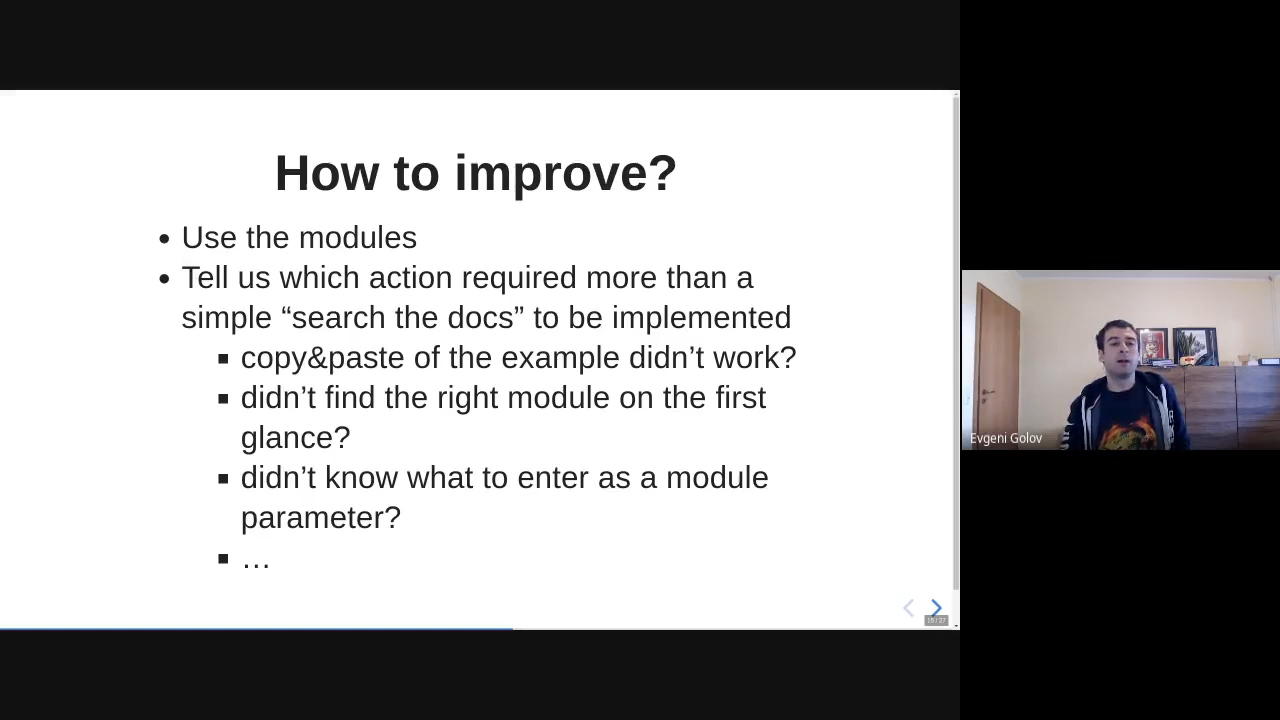 How to improve?
• Use the modules
• Tell us which action required more than a
simple “search the docs” to be implemented
▪ copy&paste of the example didn’t work?
▪ didn’t find the right module on the first
glance?
▪ didn’t know what to enter as a module
parameter?
▪ …
Evgeni Golov